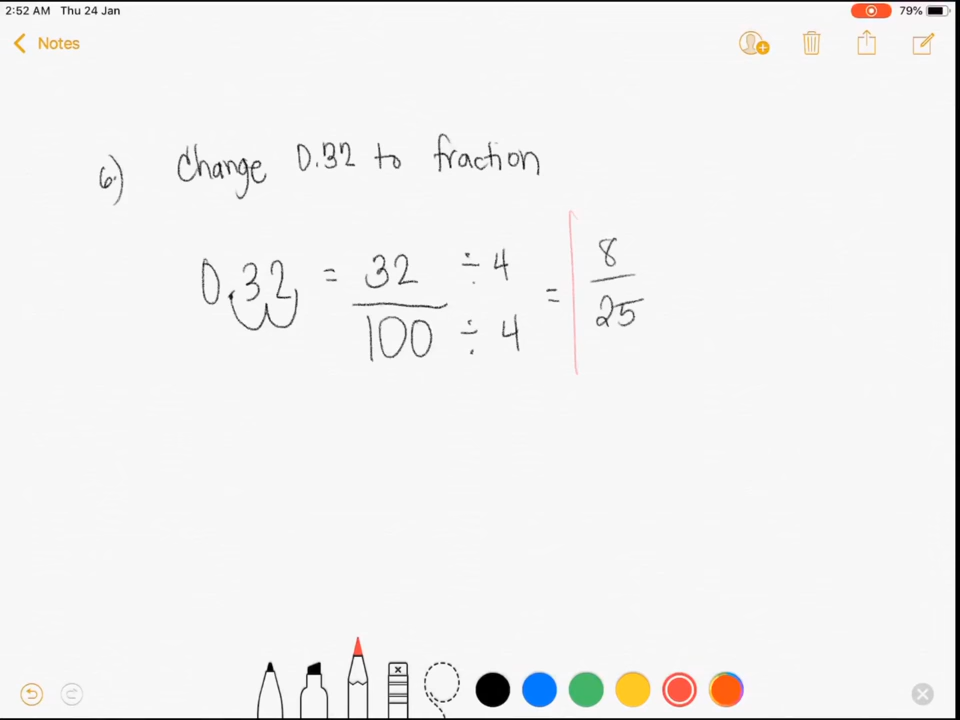 2:52 AM Thu 24 Jan 79%
Notes
6) Change 0.32 to fraction
0.32 = 32/100 ÷ 4/÷ 4 = 8/25